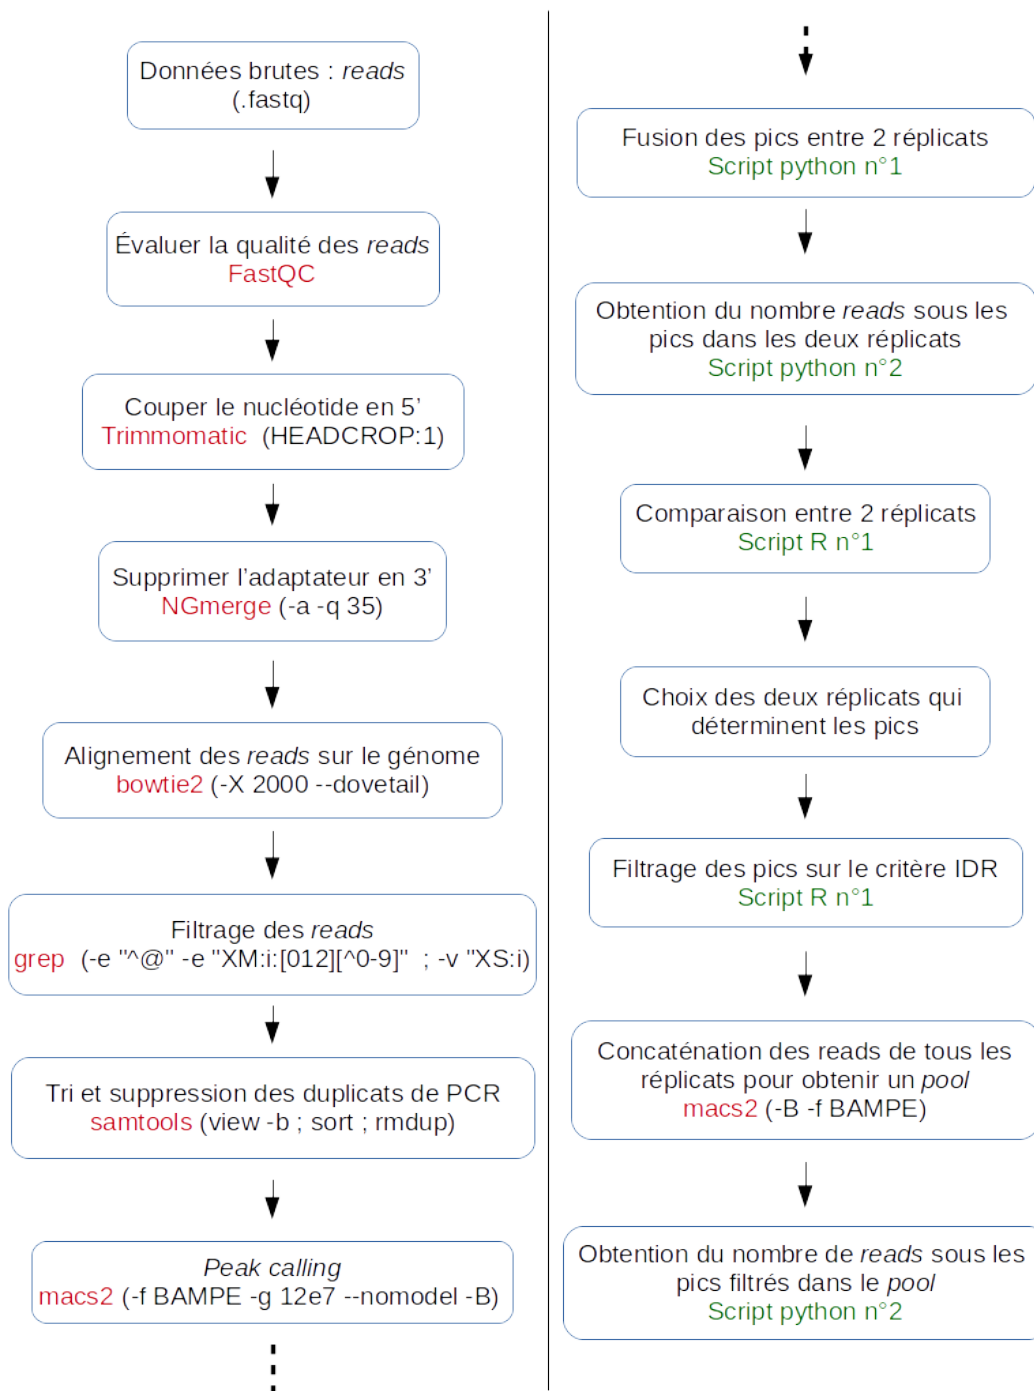 Données brutes : reads
(.fastq)
Évaluer la qualité des reads
FastQC
Couper le nucléotide en 5’
Trimmomatic (HEADCROP:1)
Supprimer l’adaptateur en 3’
NGmerge (-a -q 35)
Alignement des reads sur le génome
bowtie2 (-X 2000 --dovetail)
Filtrage des reads
grep (-e "^@" -e "XM:i:[012][^0-9]" ; -v "XS:i)
Tri et suppression des duplicats de PCR
samtools (view -b ; sort ; rmdup)
Peak calling
macs2 (-f BAMPE -g 12e7 --nomodel -B)
Fusion des pics entre 2 réplicats
Script python n°1
Obtention du nombre reads sous les
pics dans les deux réplicats
Script python n°2
Comparaison entre 2 réplicats
Script R n°1
Choix des deux réplicats qui
déterminent les pics
Filtrage des pics sur le critère IDR
Script R n°1
Concaténation des reads de tous les
réplicats pour obtenir un pool
macs2 (-B -f BAMPE)
Obtention du nombre de reads sous les
pics filtrés dans le pool
Script python n°2